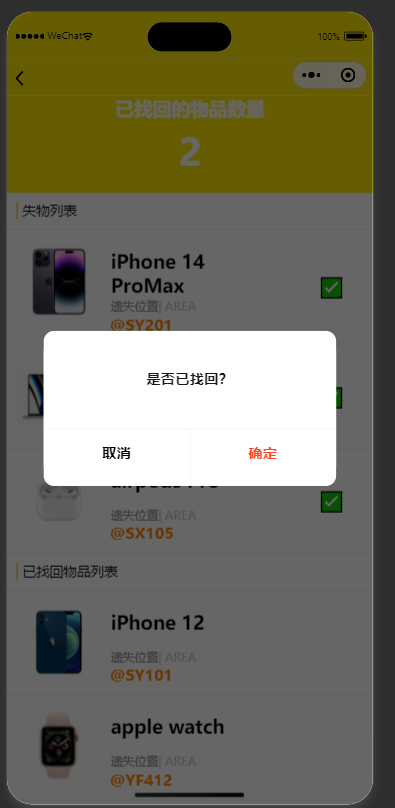 WeChat
100%
已找回的物品数量
2
失物列表
iPhone 14
ProMax
遗失位置| AREA
@SY201
是否已找回?
取消
确定
遗失位置| AREA
@SX105
已找回物品列表
iPhone 12
遗失位置| AREA
@SY101
apple watch
遗失位置| AREA
@YF412